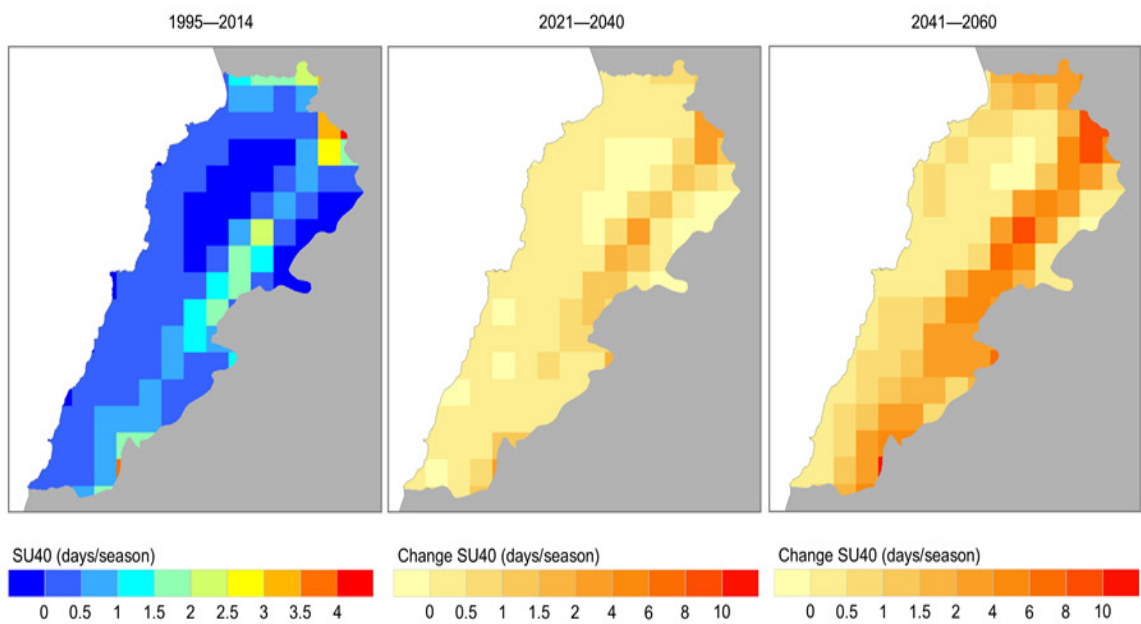 1995—2014 2021—2040 2041—2060
SU40 (days/season) Change SU40 (days/season) Change SU40 (days/season)
0 0.5 1 1.5 2 2.5 3 3.5 4 0 0.5 1 1.5 2 4 6 8 10 0 0.5 1 1.5 2 4 6 8 10